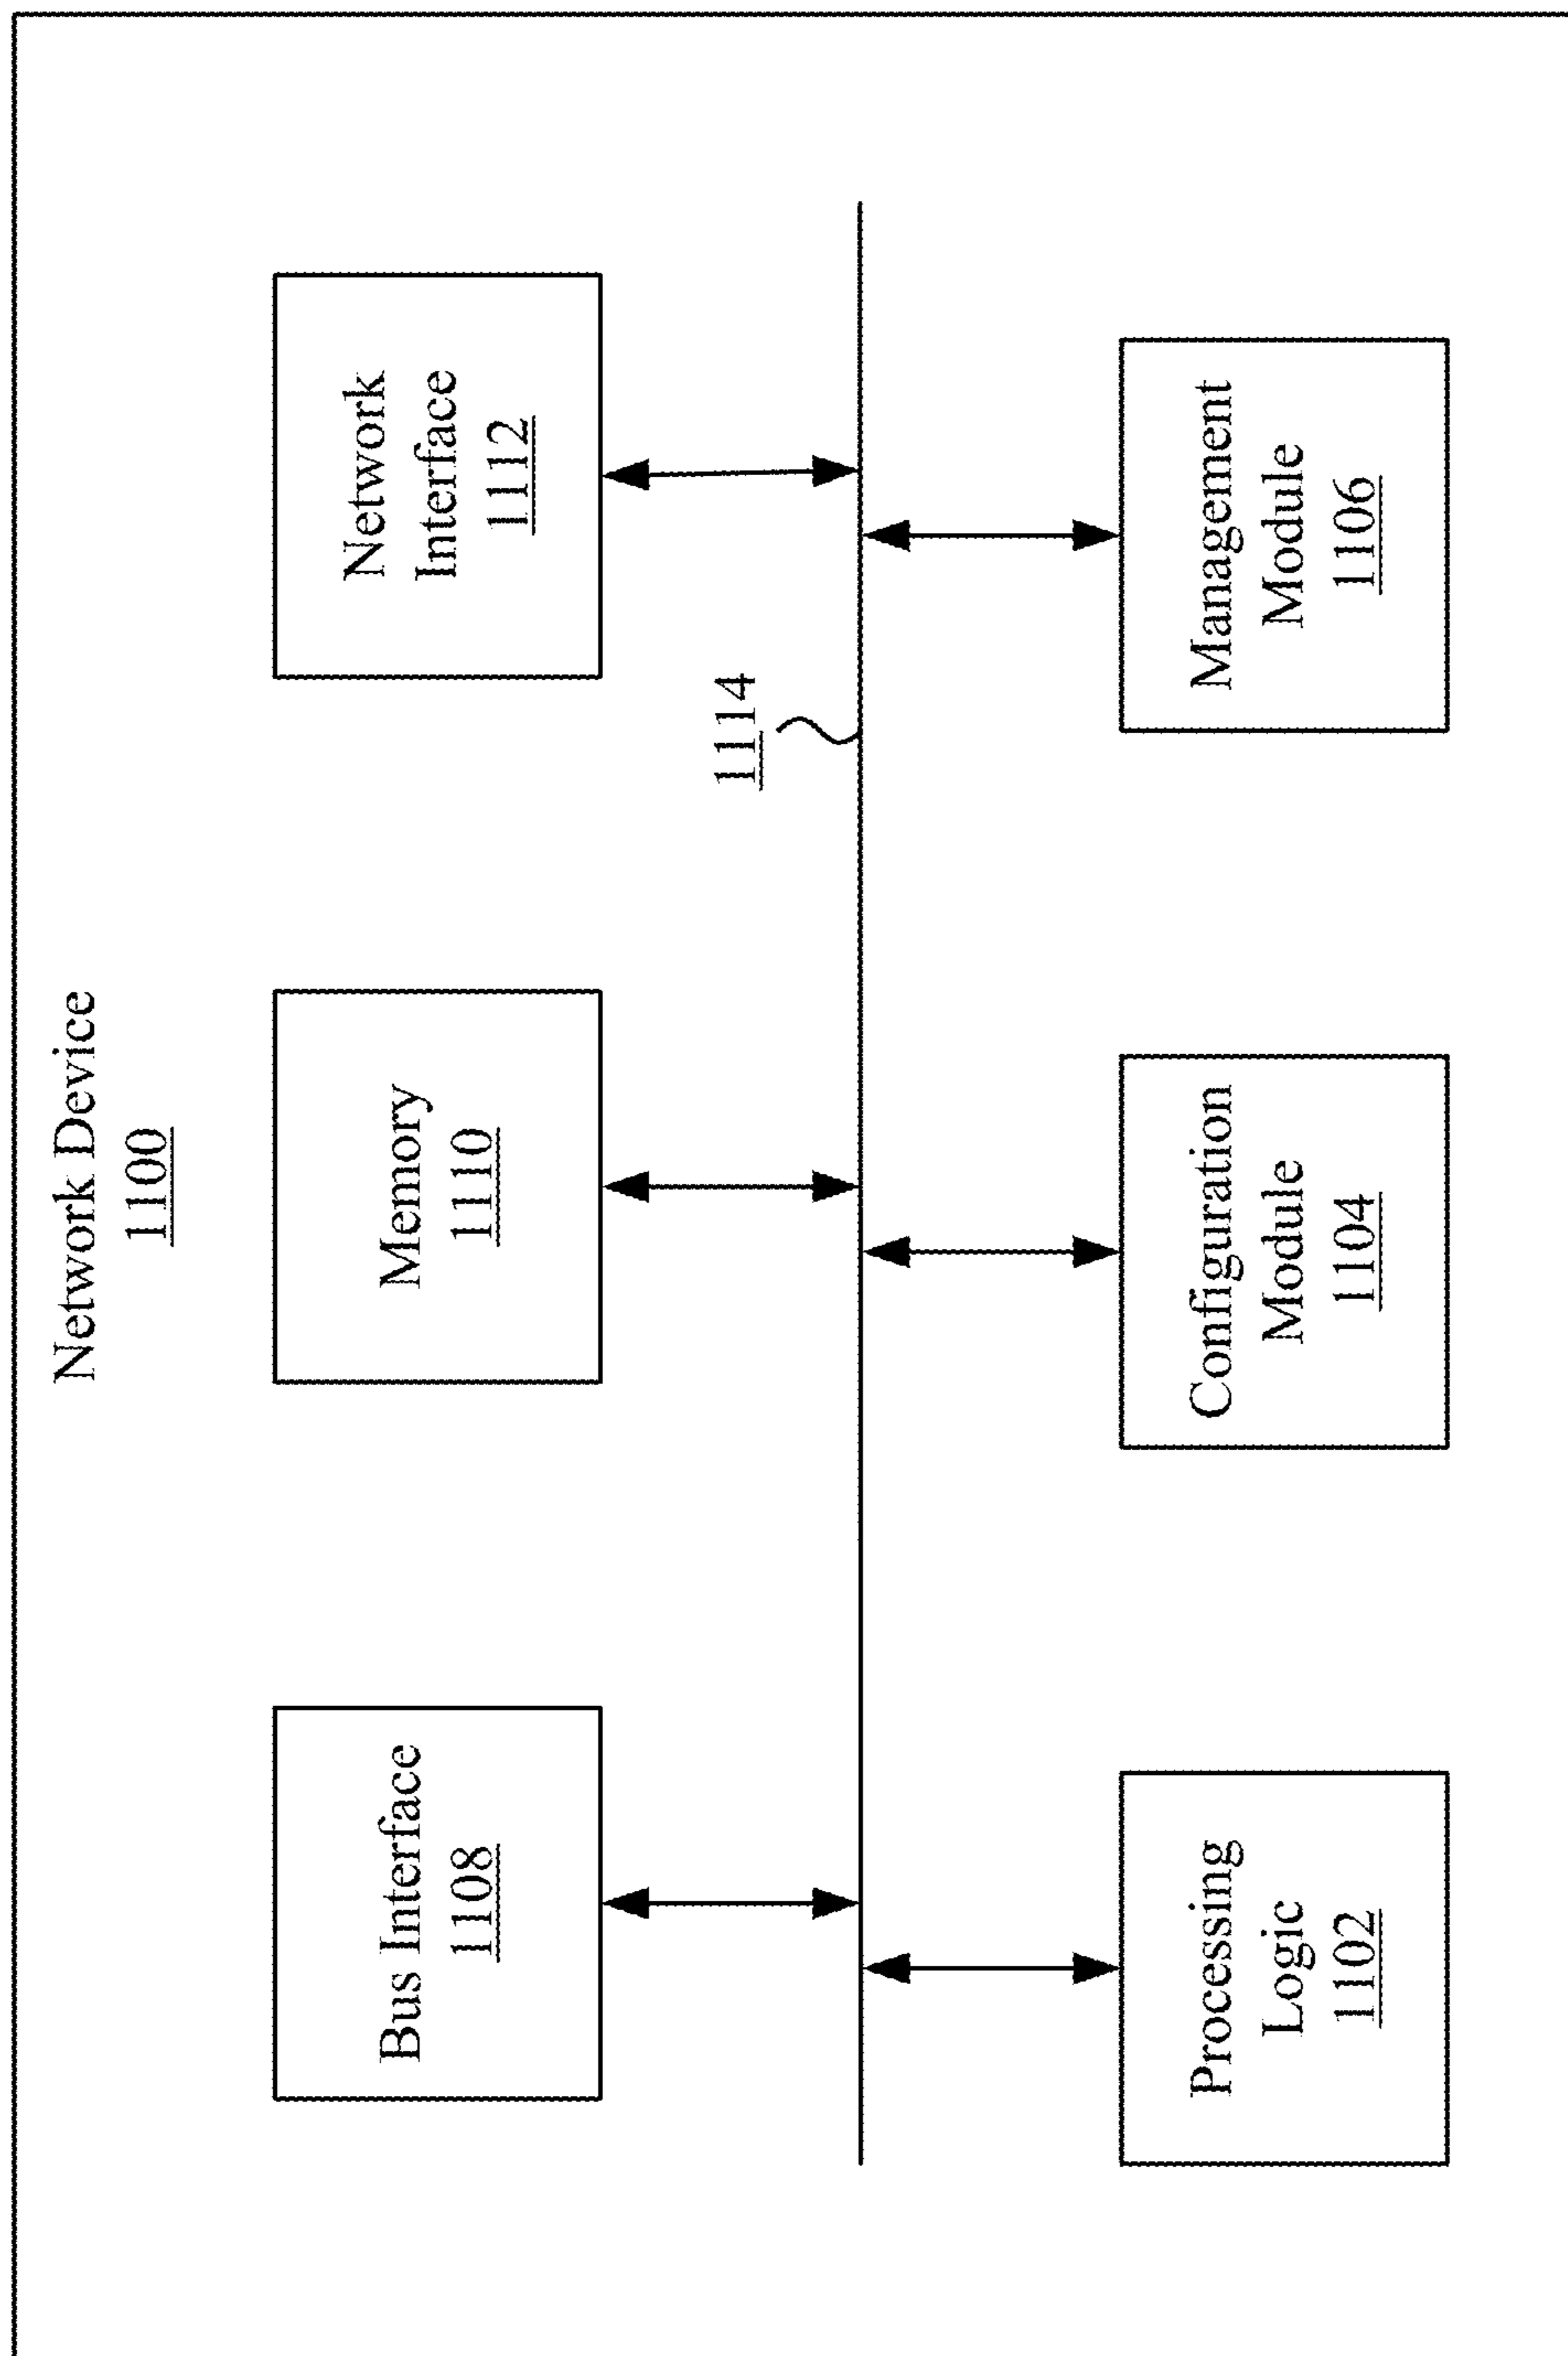 Network Device
1100
Bus Interface
1108
Memory
1110
Network
Interface
1112
1114
Processing
Logic
1102
Configuration
Module
1104
Management
Module
1106